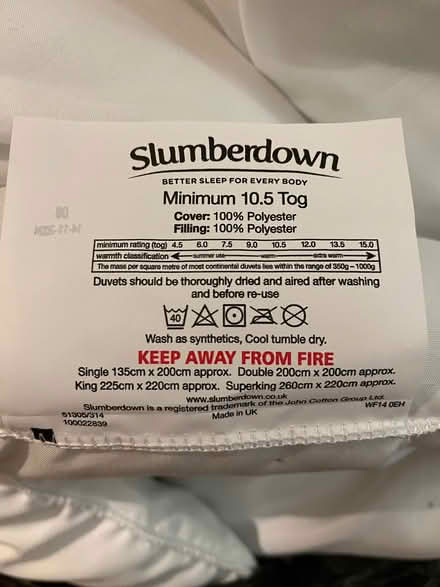 Slumberdown
BETTER SLEEP FOR EVERY BODY
Minimum 10.5 Tog
Cover: 100% Polyester
Filling: 100% Polyester
minimum rating (tog) 4.5 6.0 7.5 9.0 10.5 12.0 13.5 15.0
warmth classification summer use warm extra warm
The mass per square metre of most continental duvets lies within the range of 350g - 1000g
Duvets should be thoroughly dried and aired after washing
and before re-use
40
Wash as synthetics, Cool tumble dry.
KEEP AWAY FROM FIRE
Single 135cm x 200cm approx. Double 200cm x 200cm approx.
King 225cm x 220cm approx. Superking 260cm x 220cm approx.
www.slumberdown.co.uk
Slumberdown is a registered trademark of the John Cotton Group Ltd.
51305/314 Made in UK WF14 0EH
100022839